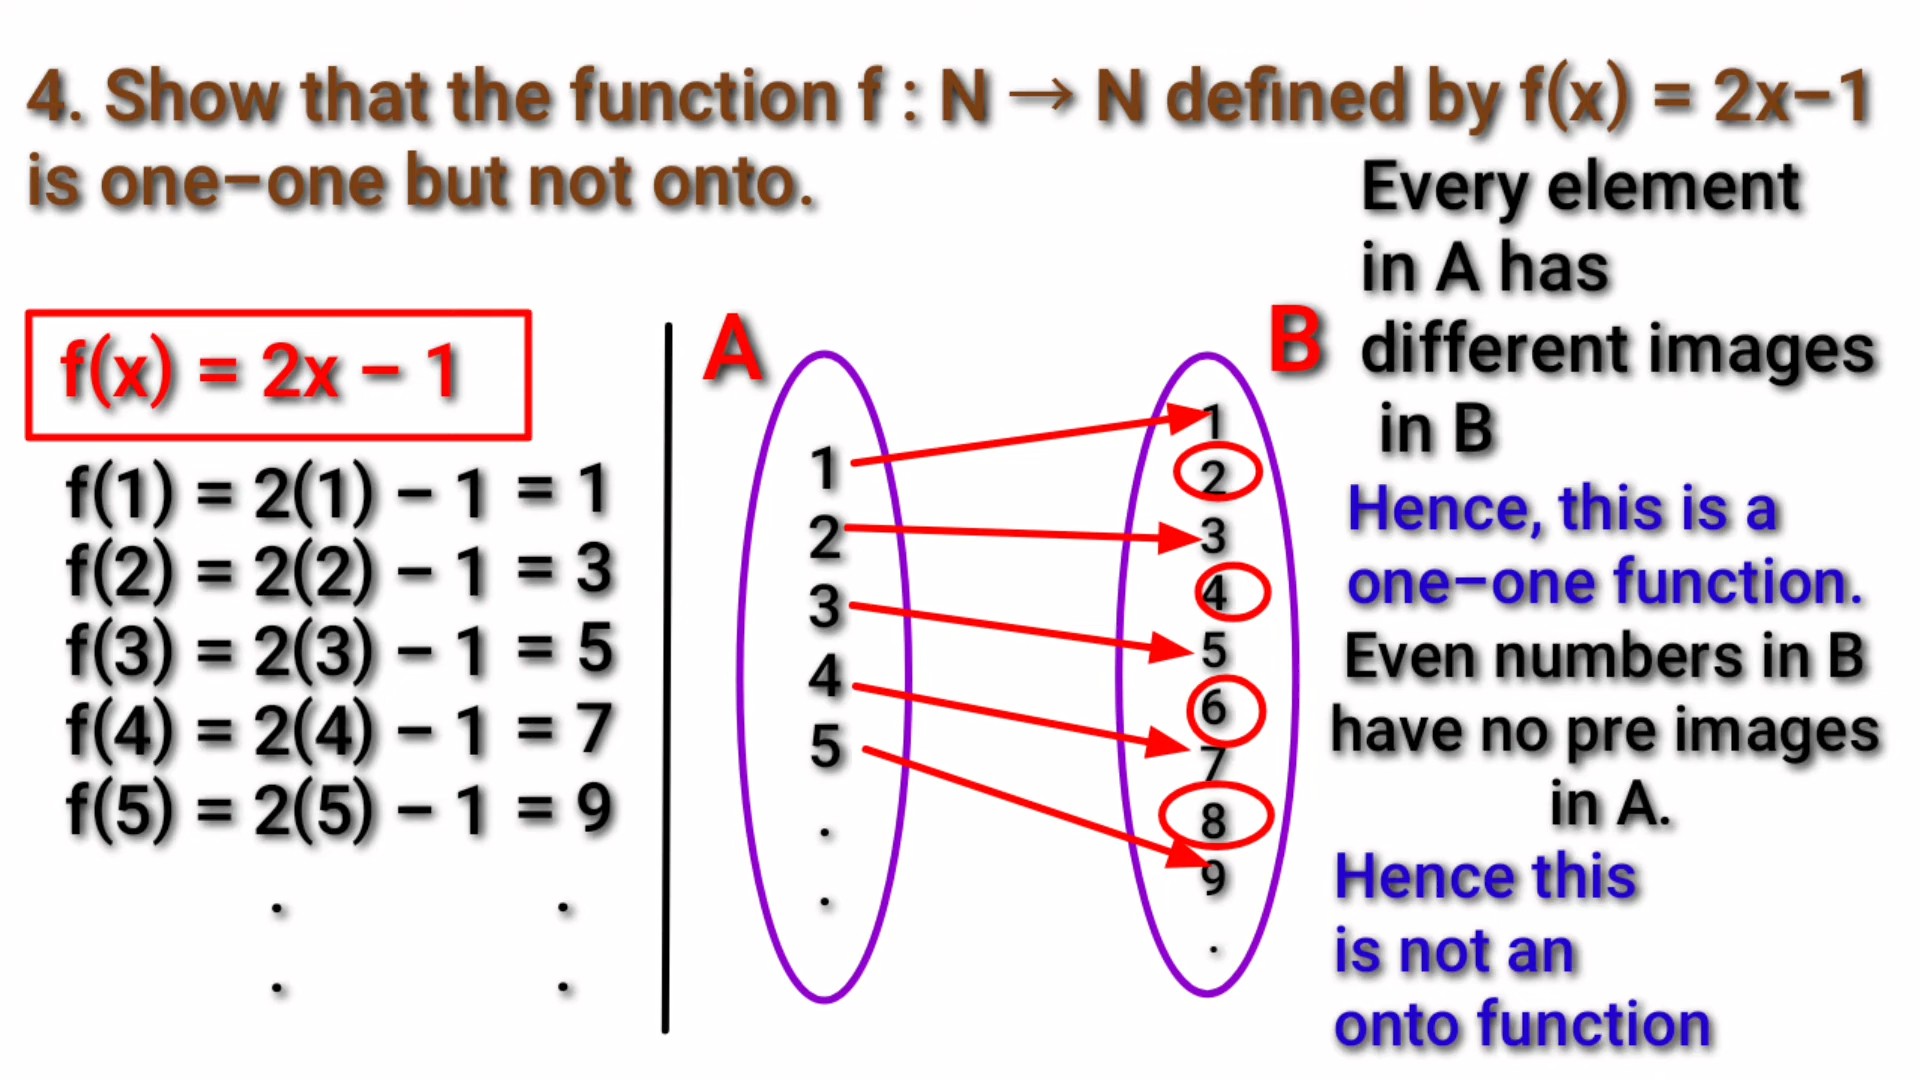 4. Show that the function f : N → N defined by f(x) = 2x−1
is one−one but not onto.
f(x) = 2x − 1
f(1) = 2(1) − 1 = 1
f(2) = 2(2) − 1 = 3
f(3) = 2(3) − 1 = 5
f(4) = 2(4) − 1 = 7
f(5) = 2(5) − 1 = 9
. .
. .
A
1
2
3
4
5
.
.
B
1
2
3
4
5
6
7
8
9
.
Every element
in A has
different images
in B
Hence, this is a
one−one function.
Even numbers in B
have no pre images
in A.
Hence this
is not an
onto function